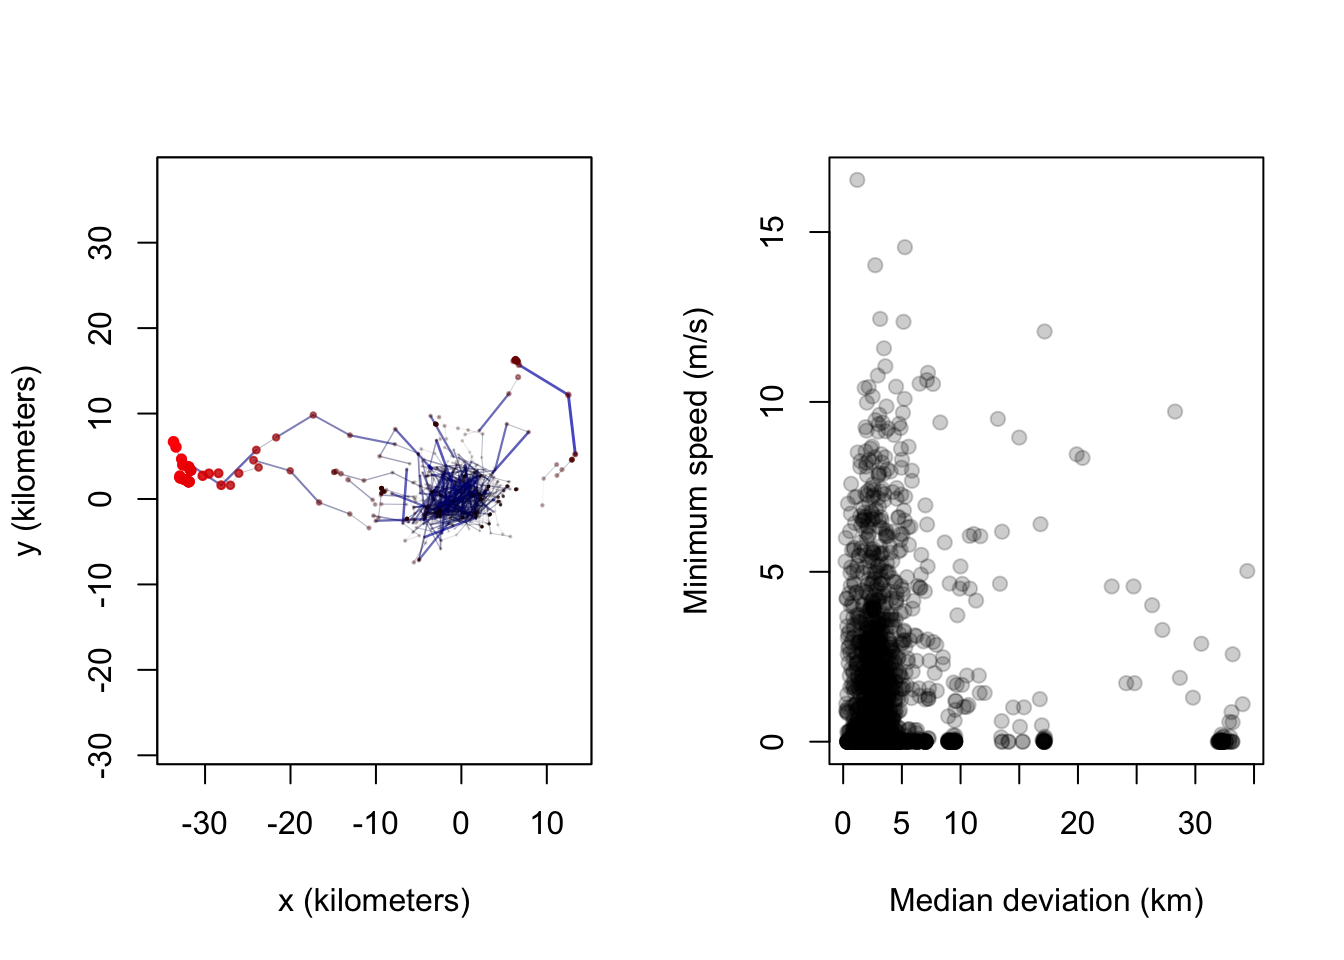 y (kilometers)
30
20
10
0
-10
-20
-30
-30 -20 -10 0 10
x (kilometers)
Minimum speed (m/s)
15
10
5
0
0 5 10 20 30
Median deviation (km)